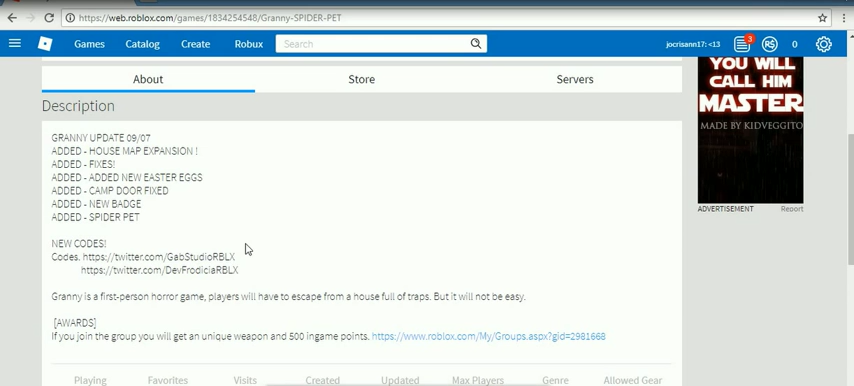 https://web.roblox.com/games/1834254548/Granny-SPIDER-PET
Games Catalog Create Robux Search jocrisann17: <13 3 R$ 0
About Store Servers
YOU WILL
CALL HIM
MASTER
MADE BY KIDVEGGITO
ADVERTISEMENT Report
Description
GRANNY UPDATE 09/07
ADDED - HOUSE MAP EXPANSION !
ADDED - FIXES!
ADDED - ADDED NEW EASTER EGGS
ADDED - CAMP DOOR FIXED
ADDED - NEW BADGE
ADDED - SPIDER PET
NEW CODES!
Codes. https://twitter.com/GabStudioRBLX
https://twitter.com/DevFrodiciaRBLX
Granny is a first-person horror game, players will have to escape from a house full of traps. But it will not be easy.
[AWARDS]
If you join the group you will get an unique weapon and 500 ingame points. https://www.roblox.com/My/Groups.aspx?gid=2981668
Playing Favorites Visits Created Updated Max Players Genre Allowed Gear